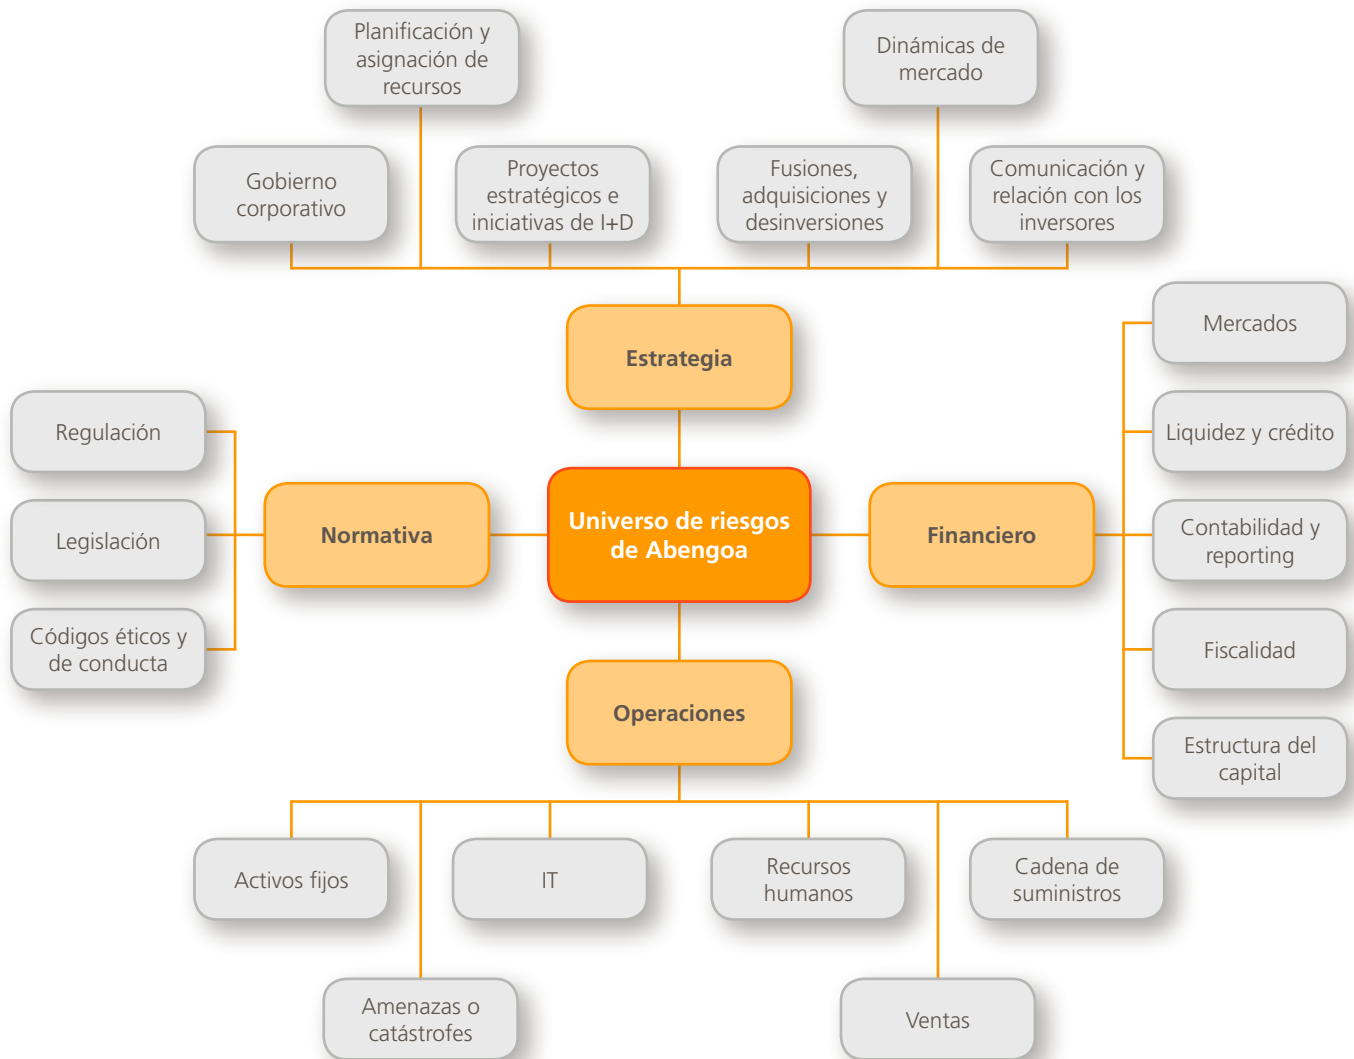 Planificación y
asignación de
recursos
Dinámicas de
mercado
Gobierno
corporativo
Proyectos
estratégicos e
iniciativas de I+D
Fusiones,
adquisiciones y
desinversiones
Comunicación y
relación con los
inversores
Estrategia
Mercados
Regulación
Liquidez y crédito
Legislación
Normativa
Universo de riesgos
de Abengoa
Financiero
Contabilidad y
reporting
Códigos éticos y
de conducta
Fiscalidad
Operaciones
Estructura del
capital
Activos fijos
IT
Recursos
humanos
Cadena de
suministros
Amenazas o
catástrofes
Ventas